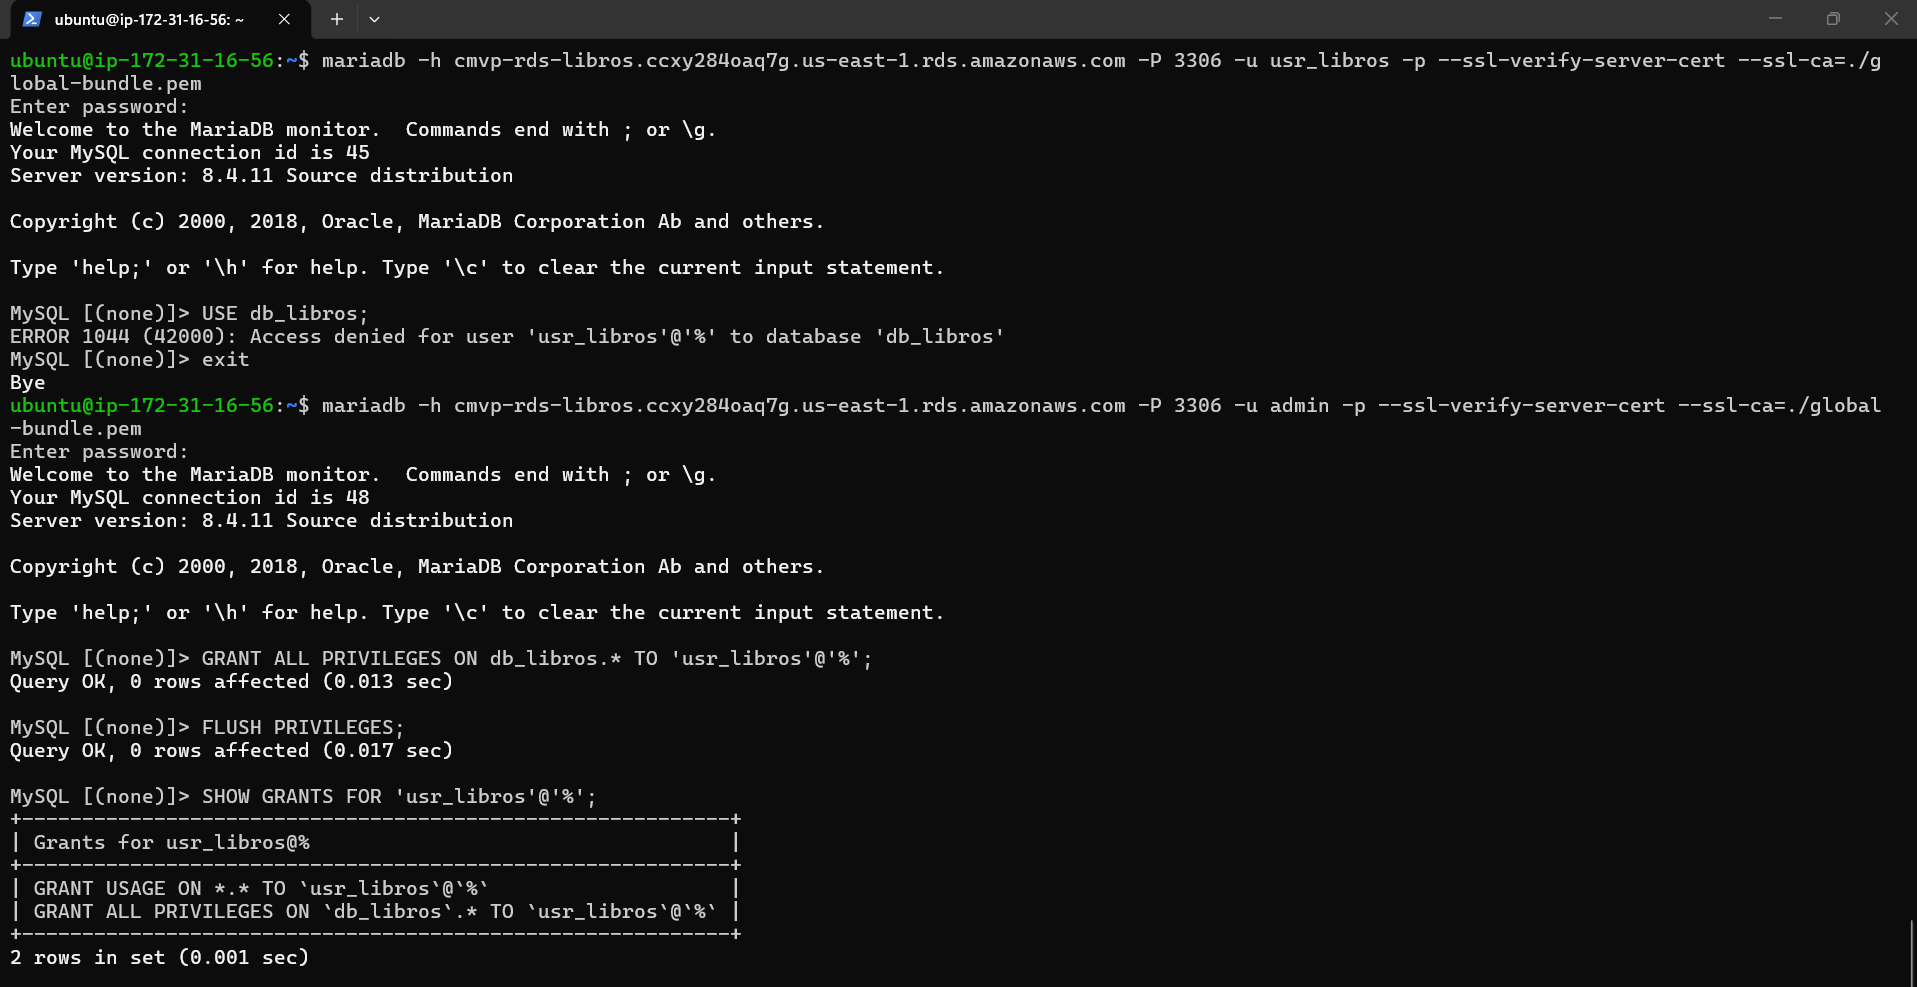 ubuntu@ip-172-31-16-56: ~
ubuntu@ip-172-31-16-56:~$ mariadb -h cmvp-rds-libros.ccxy284oaq7g.us-east-1.rds.amazonaws.com -P 3306 -u usr_libros -p --ssl-verify-server-cert --ssl-ca=./g
lobal-bundle.pem
Enter password:
Welcome to the MariaDB monitor.  Commands end with ; or \g.
Your MySQL connection id is 45
Server version: 8.4.11 Source distribution

Copyright (c) 2000, 2018, Oracle, MariaDB Corporation Ab and others.

Type 'help;' or '\h' for help. Type '\c' to clear the current input statement.

MySQL [(none)]> USE db_libros;
ERROR 1044 (42000): Access denied for user 'usr_libros'@'%' to database 'db_libros'
MySQL [(none)]> exit
Bye
ubuntu@ip-172-31-16-56:~$ mariadb -h cmvp-rds-libros.ccxy284oaq7g.us-east-1.rds.amazonaws.com -P 3306 -u admin -p --ssl-verify-server-cert --ssl-ca=./global
-bundle.pem
Enter password:
Welcome to the MariaDB monitor.  Commands end with ; or \g.
Your MySQL connection id is 48
Server version: 8.4.11 Source distribution

Copyright (c) 2000, 2018, Oracle, MariaDB Corporation Ab and others.

Type 'help;' or '\h' for help. Type '\c' to clear the current input statement.

MySQL [(none)]> GRANT ALL PRIVILEGES ON db_libros.* TO 'usr_libros'@'%';
Query OK, 0 rows affected (0.013 sec)

MySQL [(none)]> FLUSH PRIVILEGES;
Query OK, 0 rows affected (0.017 sec)

MySQL [(none)]> SHOW GRANTS FOR 'usr_libros'@'%';
+-----------------------------------------------------------+
| Grants for usr_libros@%                                   |
+-----------------------------------------------------------+
| GRANT USAGE ON *.* TO `usr_libros`@`%`                    |
| GRANT ALL PRIVILEGES ON `db_libros`.* TO `usr_libros`@`%` |
+-----------------------------------------------------------+
2 rows in set (0.001 sec)